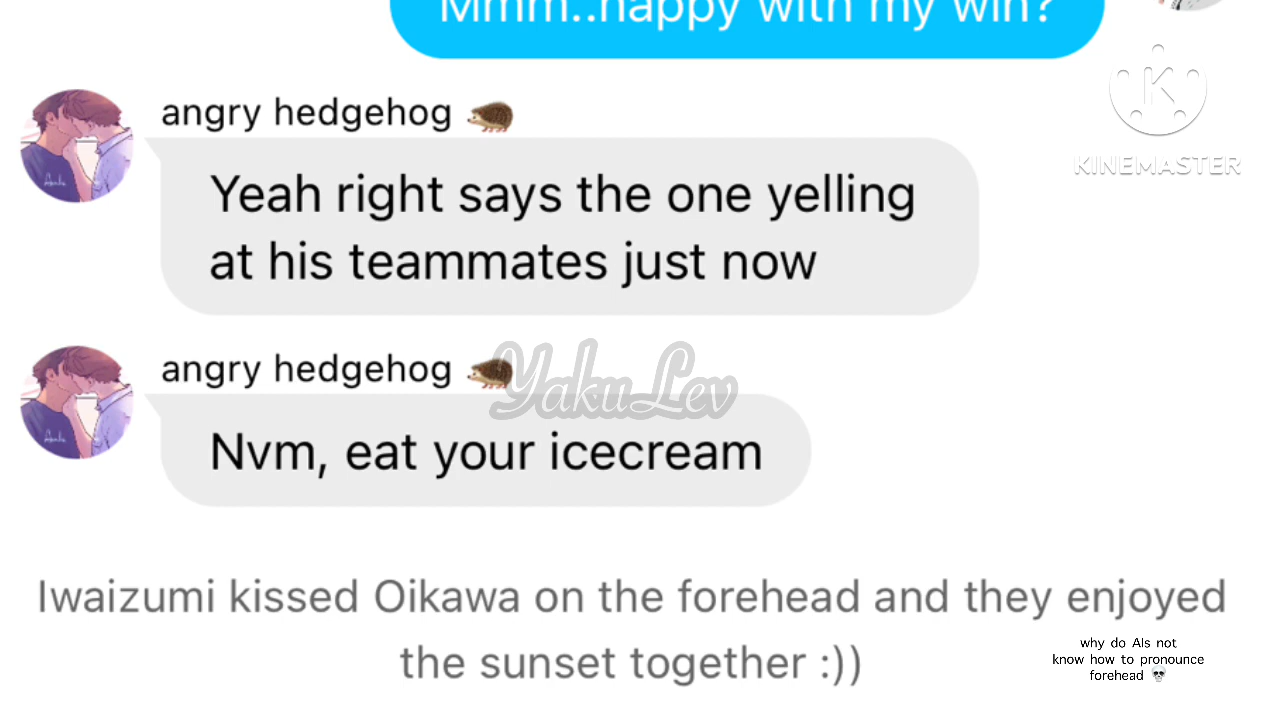 Mmm..happy with my win?
angry hedgehog 🦔
KINEMASTER
Yeah right says the one yelling
at his teammates just now
angry hedgehog 🦔
YakuLev
Nvm, eat your icecream
Iwaizumi kissed Oikawa on the forehead and they enjoyed
the sunset together :))
why do AIs not
know how to pronounce
forehead 💀